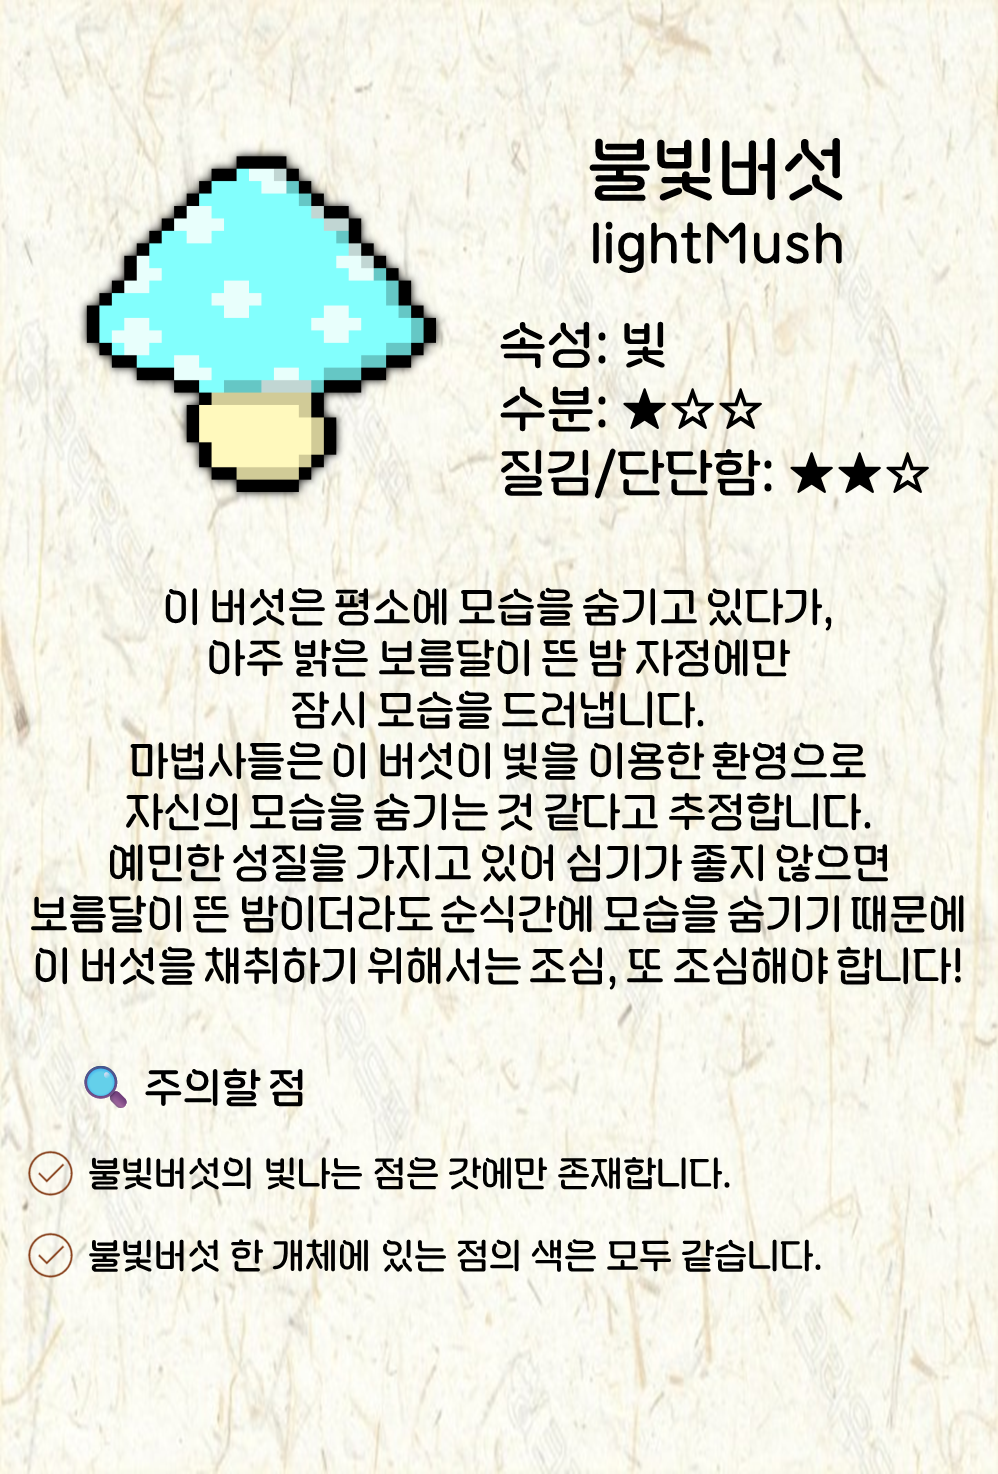 불빛버섯
lightMush
속성: 빛
수분: ★☆☆
질김/단단함: ★★☆
이 버섯은 평소에 모습을 숨기고 있다가,
아주 밝은 보름달이 뜬 밤 자정에만
잠시 모습을 드러냅니다.
마법사들은 이 버섯이 빛을 이용한 환영으로
자신의 모습을 숨기는 것 같다고 추정합니다.
예민한 성질을 가지고 있어 심기가 좋지 않으면
보름달이 뜬 밤이더라도 순식간에 모습을 숨기기 때문에
이 버섯을 채취하기 위해서는 조심, 또 조심해야 합니다!
주의할 점
불빛버섯의 빛나는 점은 갓에만 존재합니다.
불빛버섯 한 개체에 있는 점의 색은 모두 같습니다.